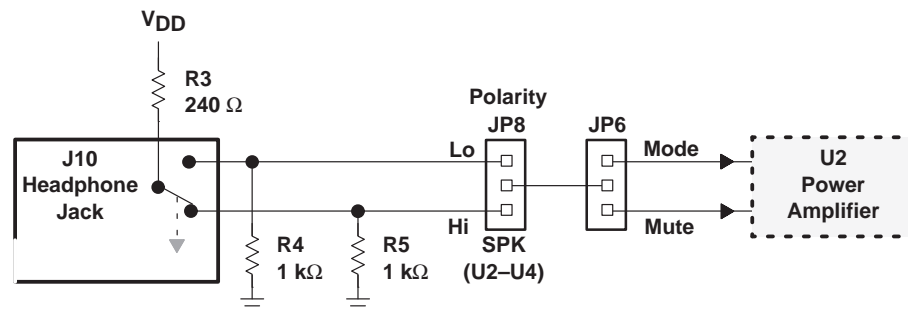 VDD
R3
240 Ω
Polarity
JP8
JP6
J10
Headphone
Jack
Lo
Mode
U2
Power
Amplifier
Hi
Mute
R4
1 kΩ
R5
1 kΩ
SPK
(U2–U4)